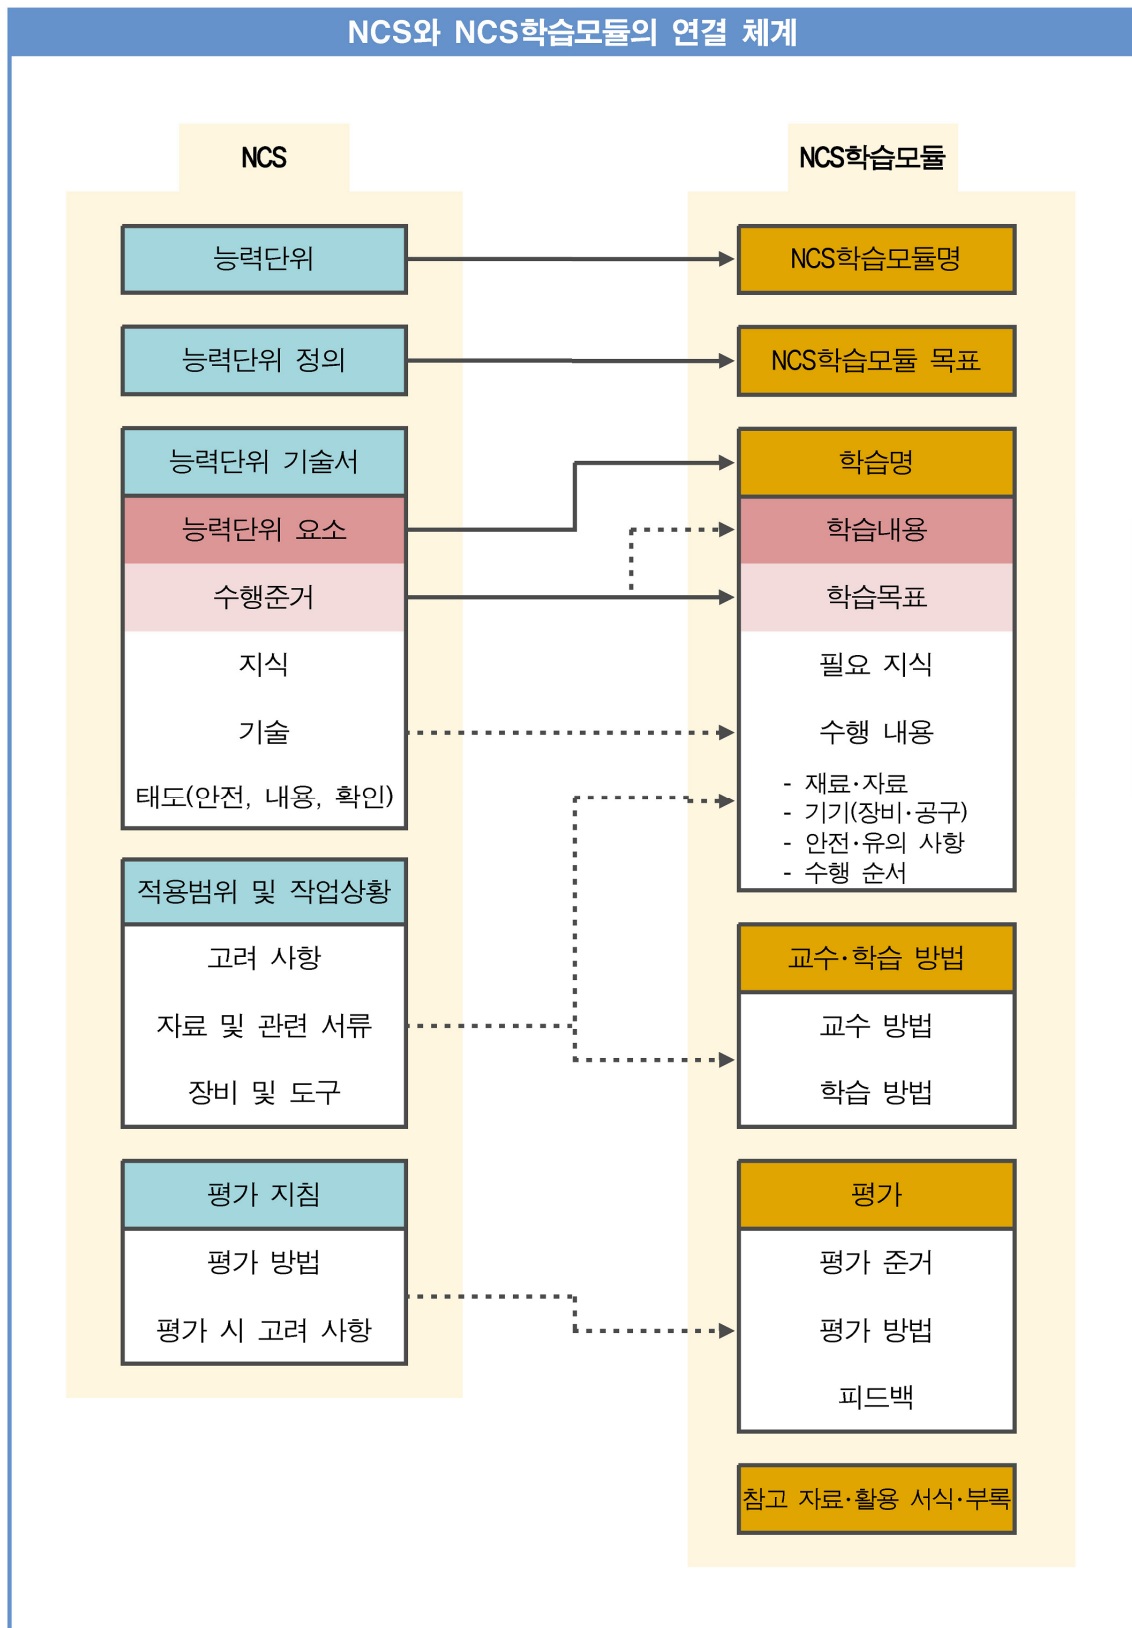 NCS와 NCS학습모듈의 연결 체계
NCS
능력단위
능력단위 정의
능력단위 기술서
능력단위 요소
수행준거
지식
기술
태도(안전, 내용, 확인)
적용범위 및 작업상황
고려 사항
자료 및 관련 서류
장비 및 도구
평가 지침
평가 방법
평가 시 고려 사항
NCS학습모듈
NCS학습모듈명
NCS학습모듈 목표
학습명
학습내용
학습목표
필요 지식
수행 내용
- 재료·자료
- 기기(장비·공구)
- 안전·유의 사항
- 수행 순서
교수·학습 방법
교수 방법
학습 방법
평가
평가 준거
평가 방법
피드백
참고 자료·활용 서식·부록